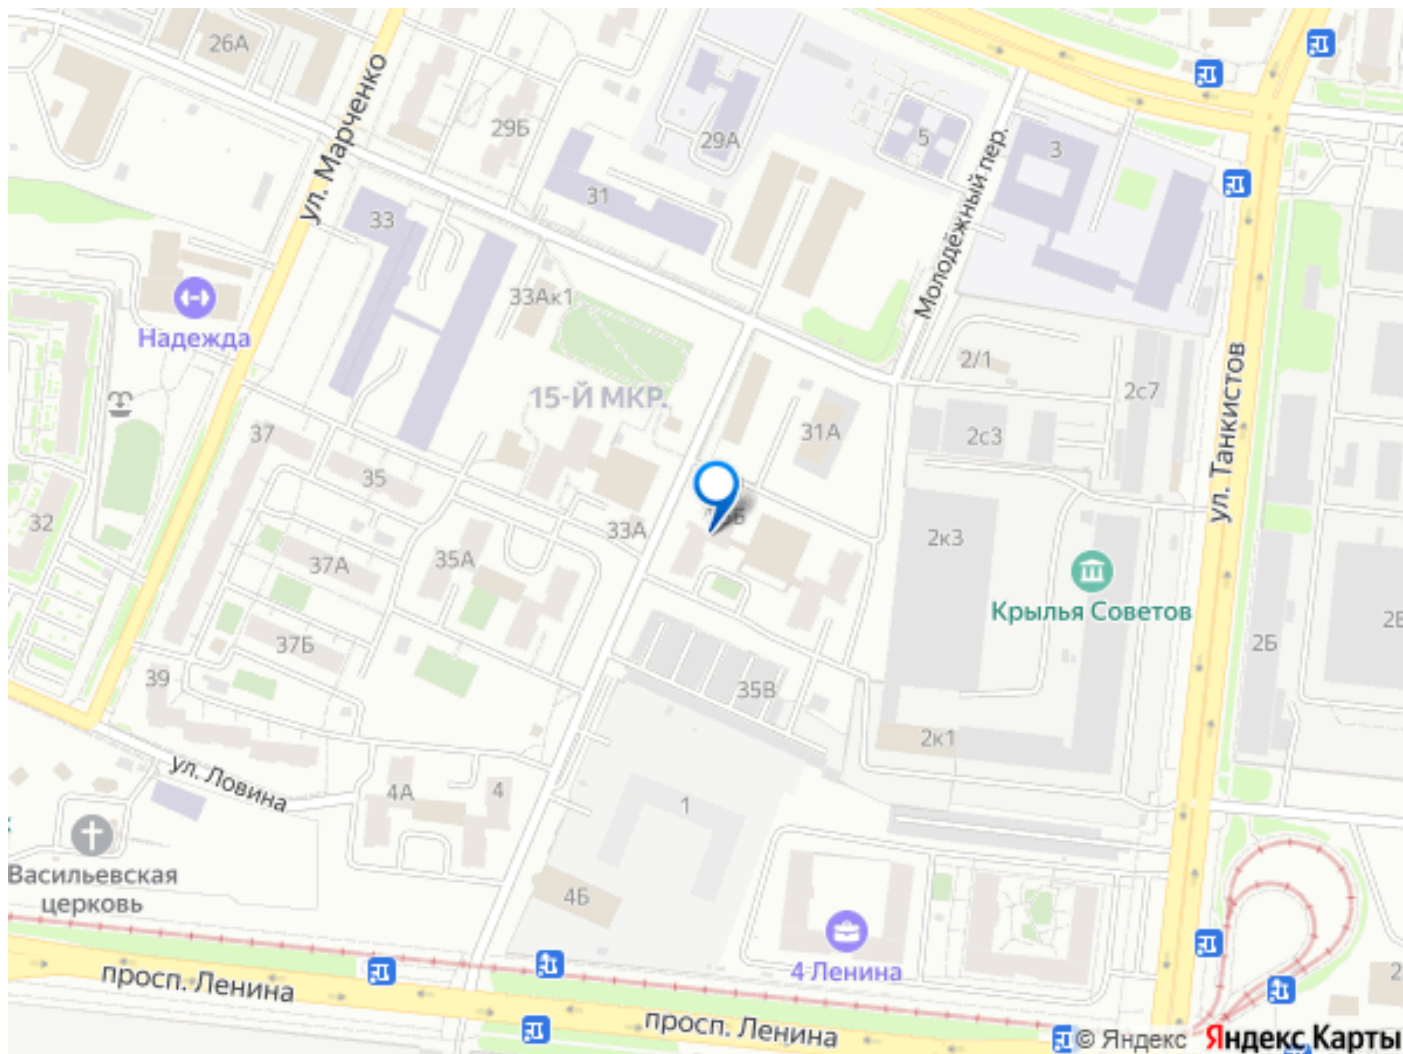 26А
ул. Марченко
29Б
29А
5
3
Молодёжный пер.
31
33
33Ак1
Надежда
2/1
2с7
15-Й МКР.
31А
2с3
37
35
ул. Танкистов
32
33А
2к3
37А
35А
Крылья Советов
37Б
2Б
39
35В
2к1
ул. Ловина
4А
4
1
Васильевская
церковь
4Б
4 Ленина
просп. Ленина
просп. Ленина
© Яндекс Яндекс Карты